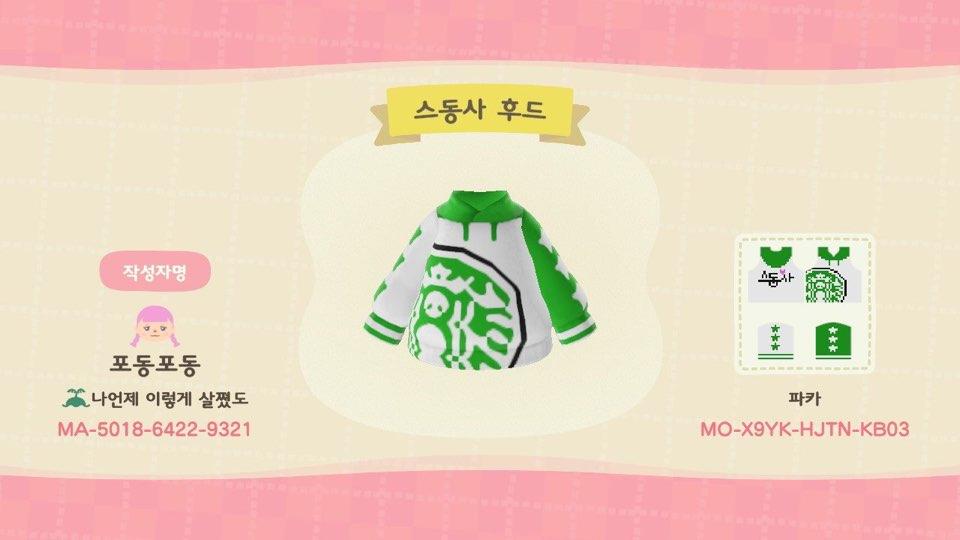 스동사 후드
작성자명
포동포동
나언제 이렇게 살쪘도
MA-5018-6422-9321
스동사
파카
MO-X9YK-HJTN-KB03